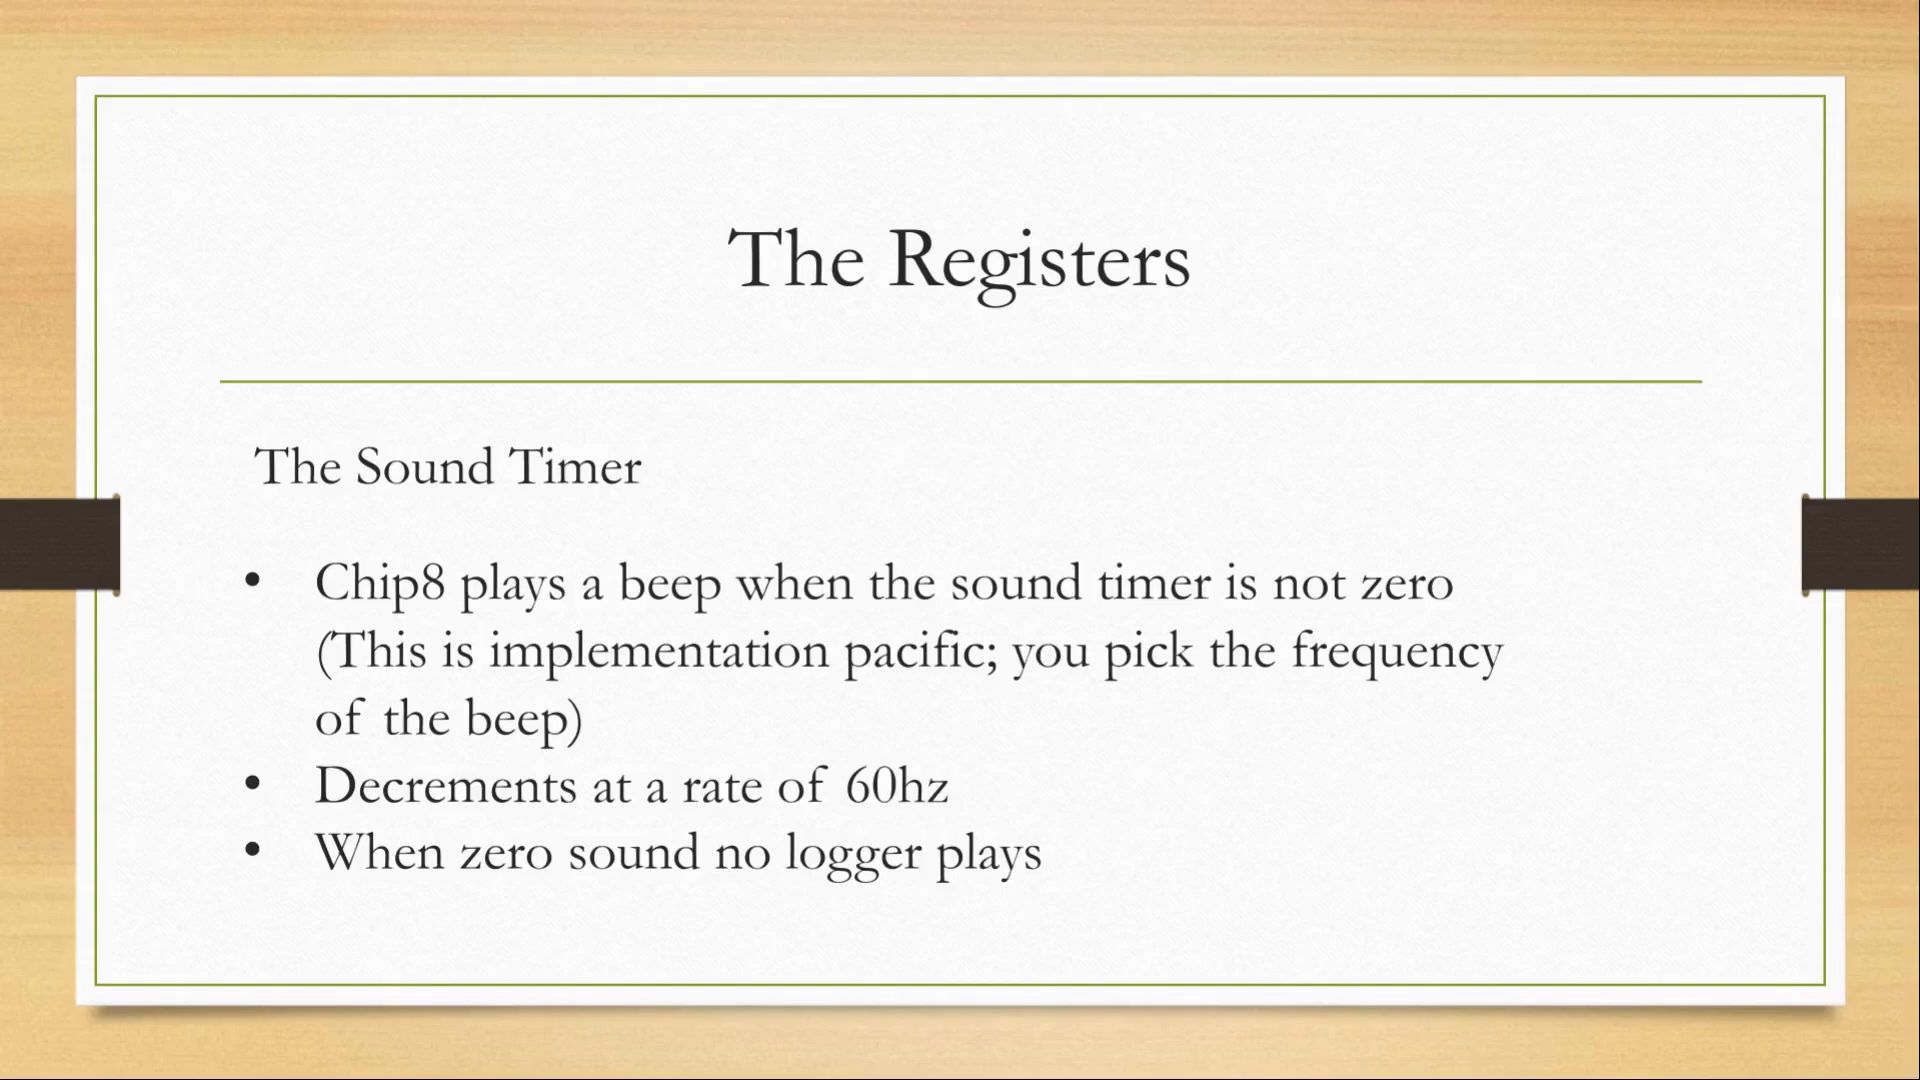 The Registers
The Sound Timer
• Chip8 plays a beep when the sound timer is not zero
(This is implementation pacific; you pick the frequency
of the beep)
• Decrements at a rate of 60hz
• When zero sound no logger plays